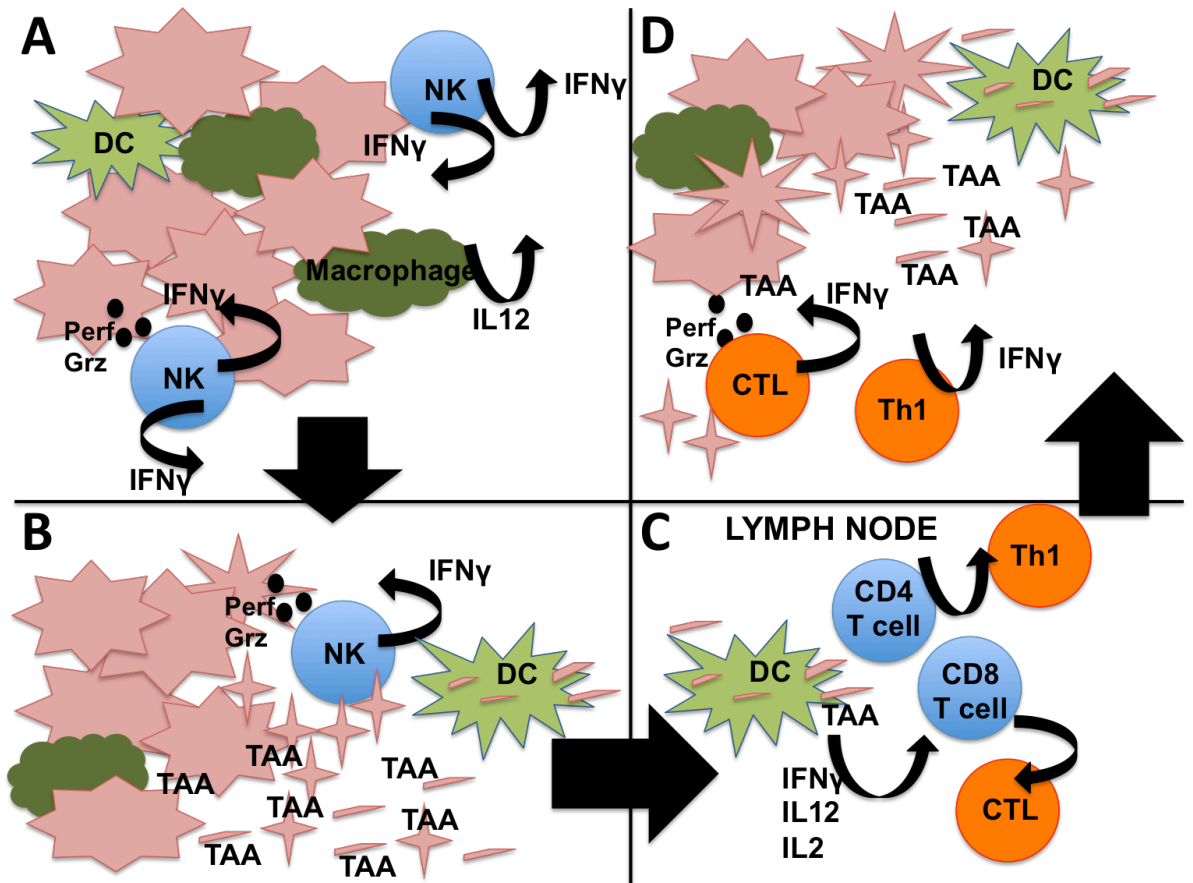 A
NK
IFNγ
IFNγ
DC
Macrophage
IL12
IFNγ
Perf
Grz
NK
IFNγ
B
IFNγ
Perf
Grz
NK
DC
TAA
TAA
TAA
TAA
TAA
TAA
TAA
C
LYMPH NODE
Th1
CD4
T cell
DC
CD8
T cell
TAA
IFNγ
IL12
IL2
CTL
D
DC
TAA
TAA
TAA
TAA
TAA
IFNγ
Perf
Grz
CTL
Th1
IFNγ